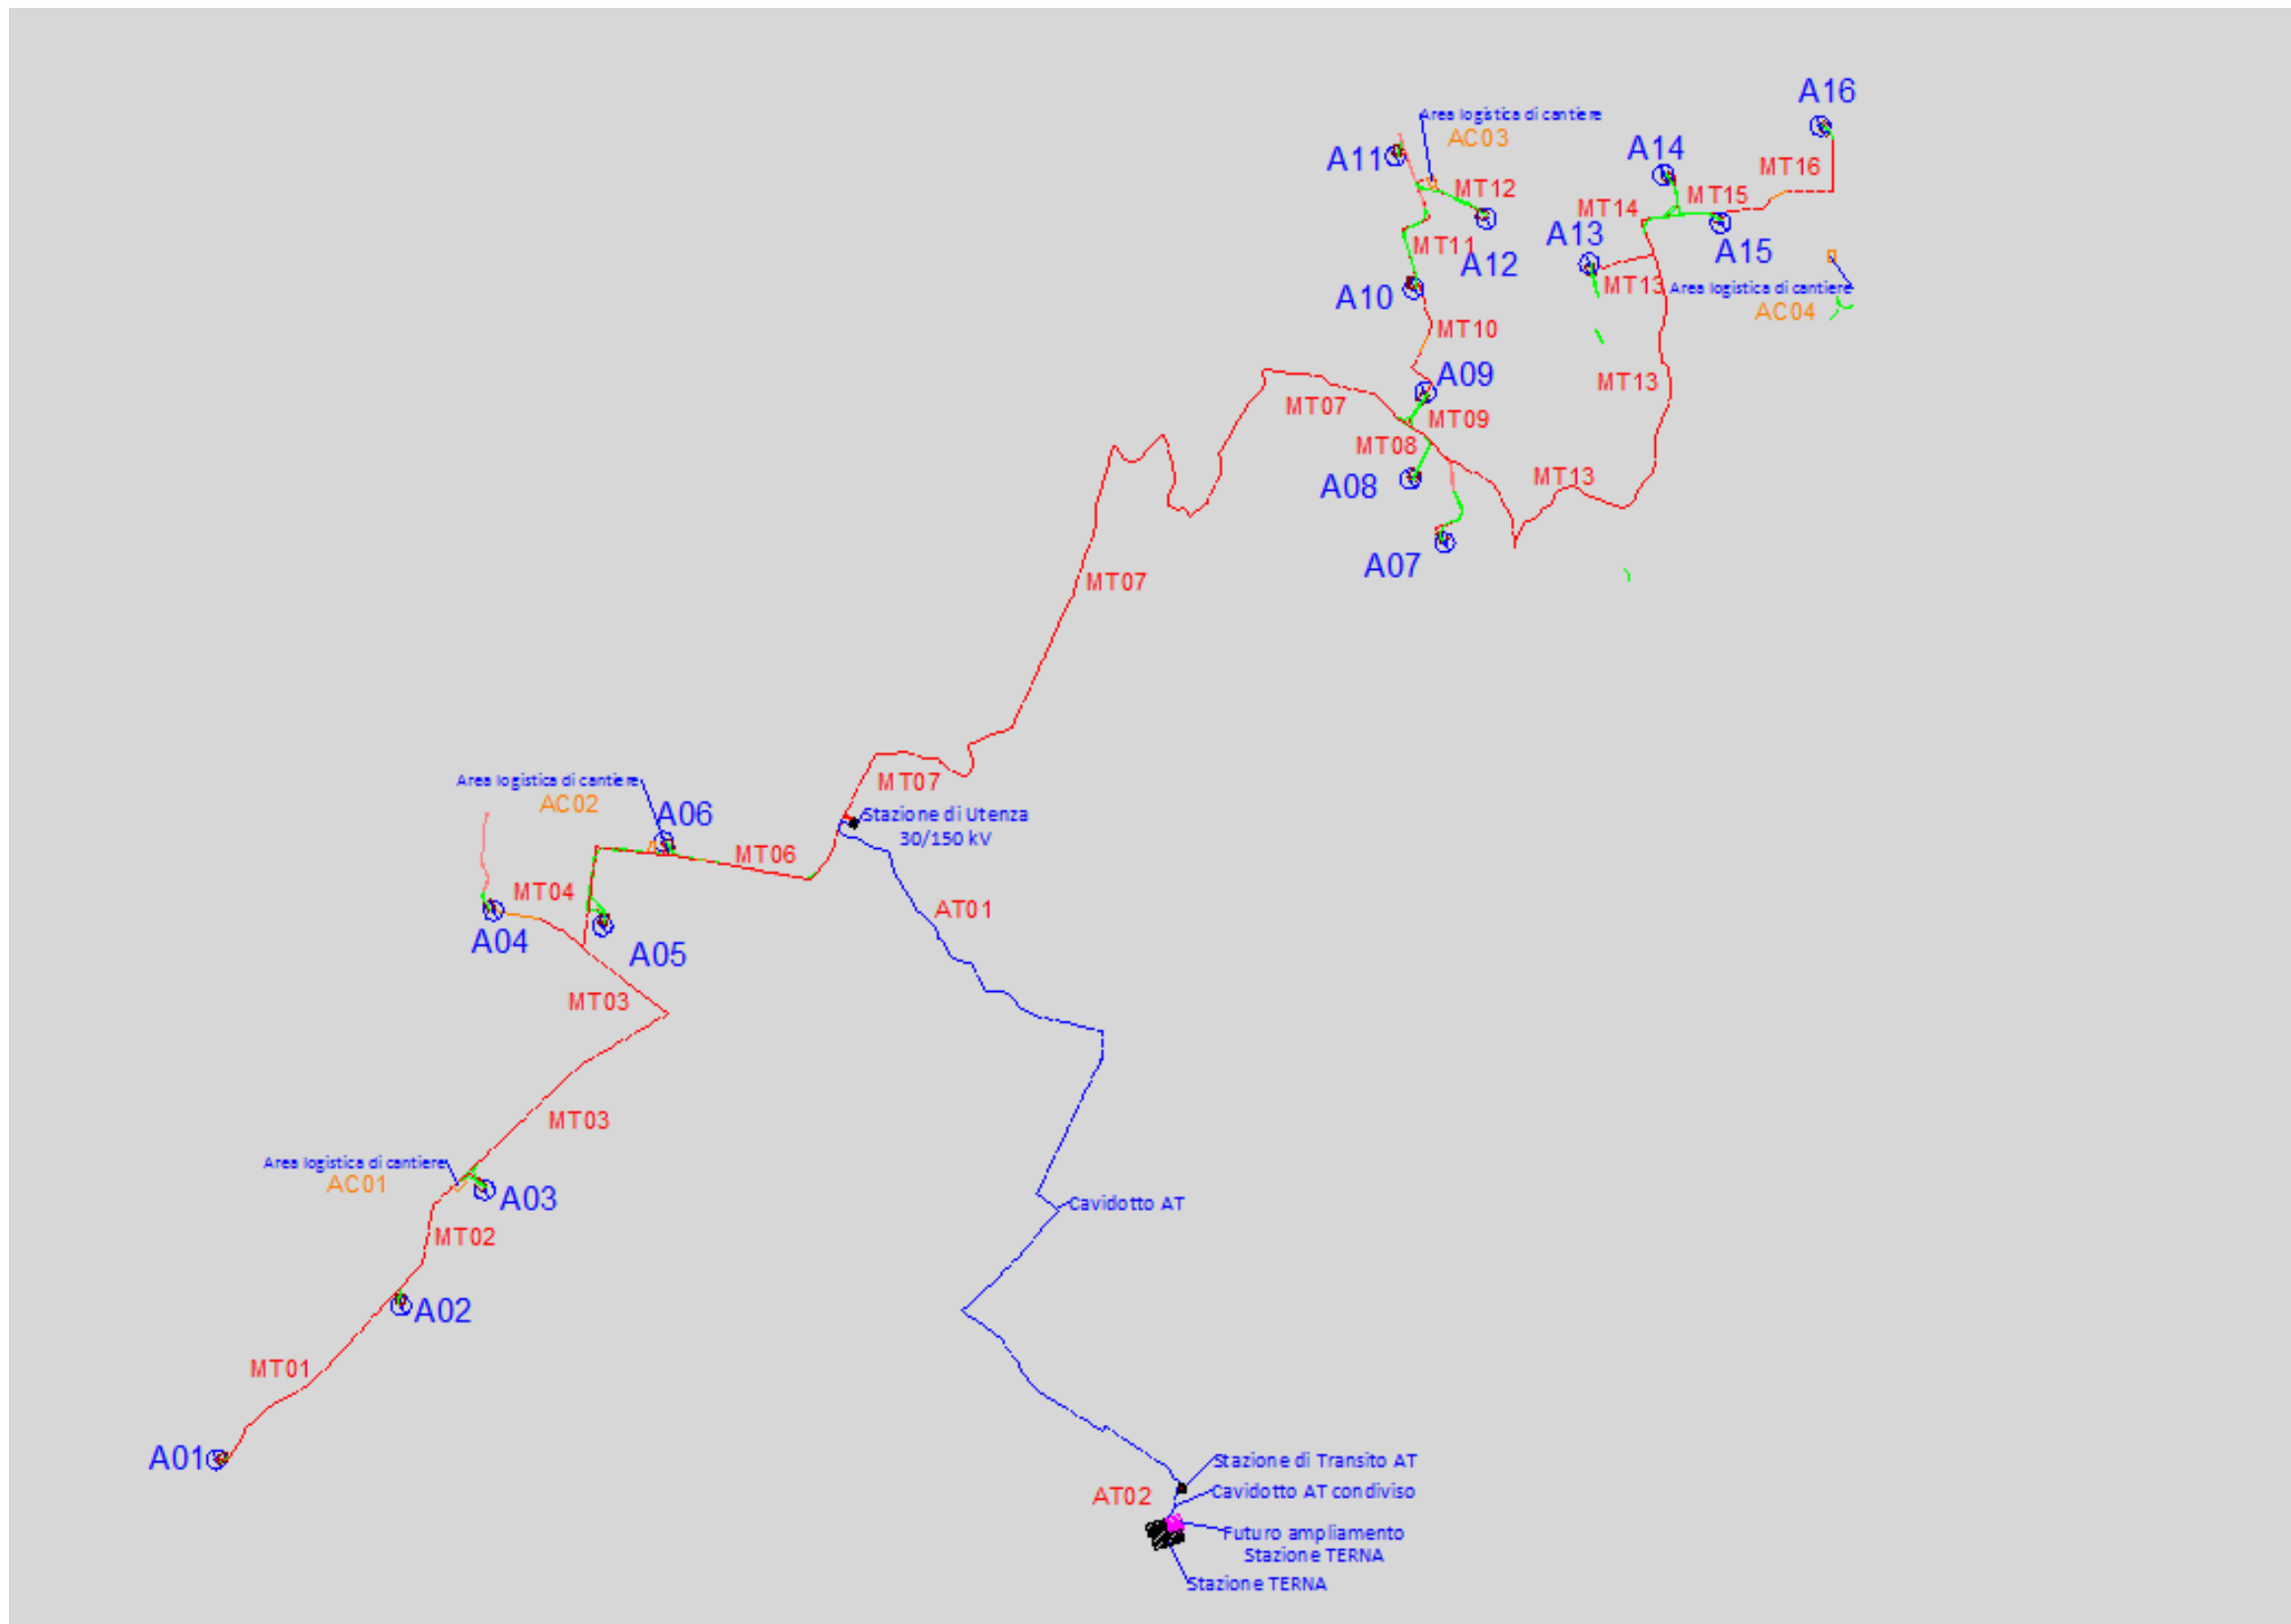 A16
Area logistica di cantiere
AC03
A11
A14
MT16
MT12
MT15
MT14
A13
MT11
A12
A15
MT13
Area logistica di cantiere
AC04
A10
MT10
A09
MT13
MT07
MT09
MT08
A08
MT13
A07
MT07
Area logistica di cantiere
AC02
MT07
A06
Stazione di Utenza
30/150 kV
MT06
MT04
AT01
A04
A05
MT03
MT03
Area logistica di cantiere
AC01
A03
Cavidotto AT
MT02
A02
MT01
A01
Stazione di Transito AT
AT02
Cavidotto AT condiviso
Futuro ampliamento
Stazione TERNA
Stazione TERNA